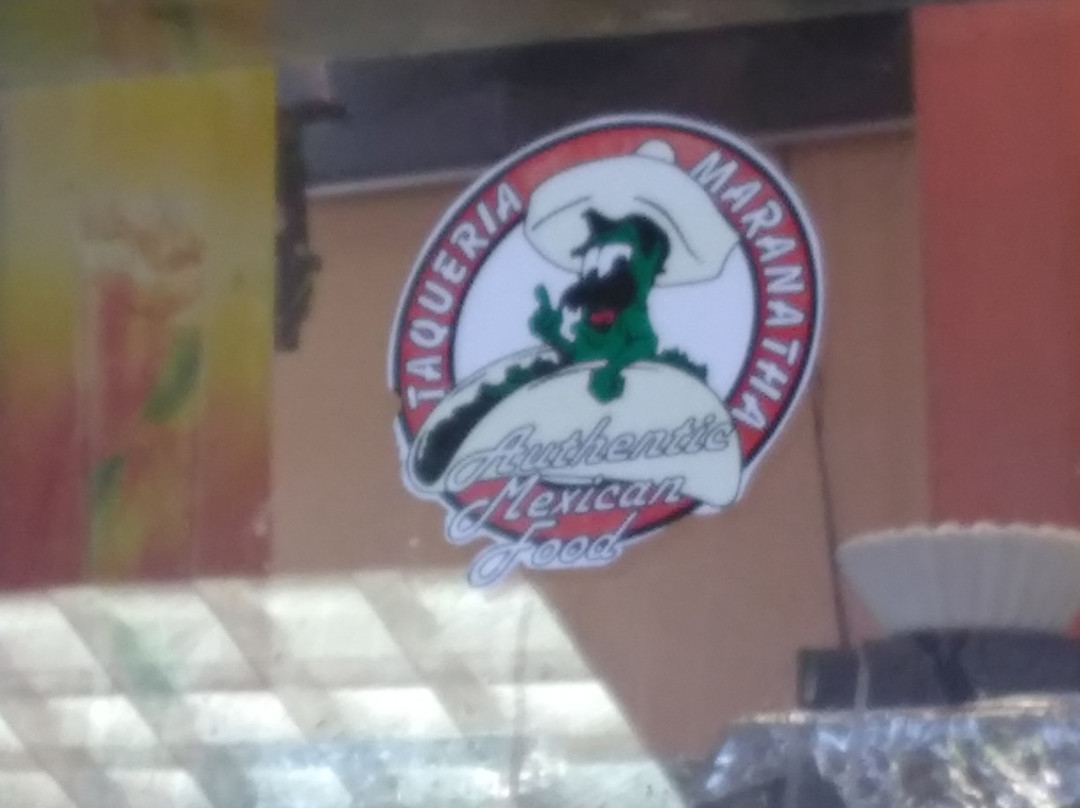 TAQUERIA MARANATHA
Authentic
Mexican
Food